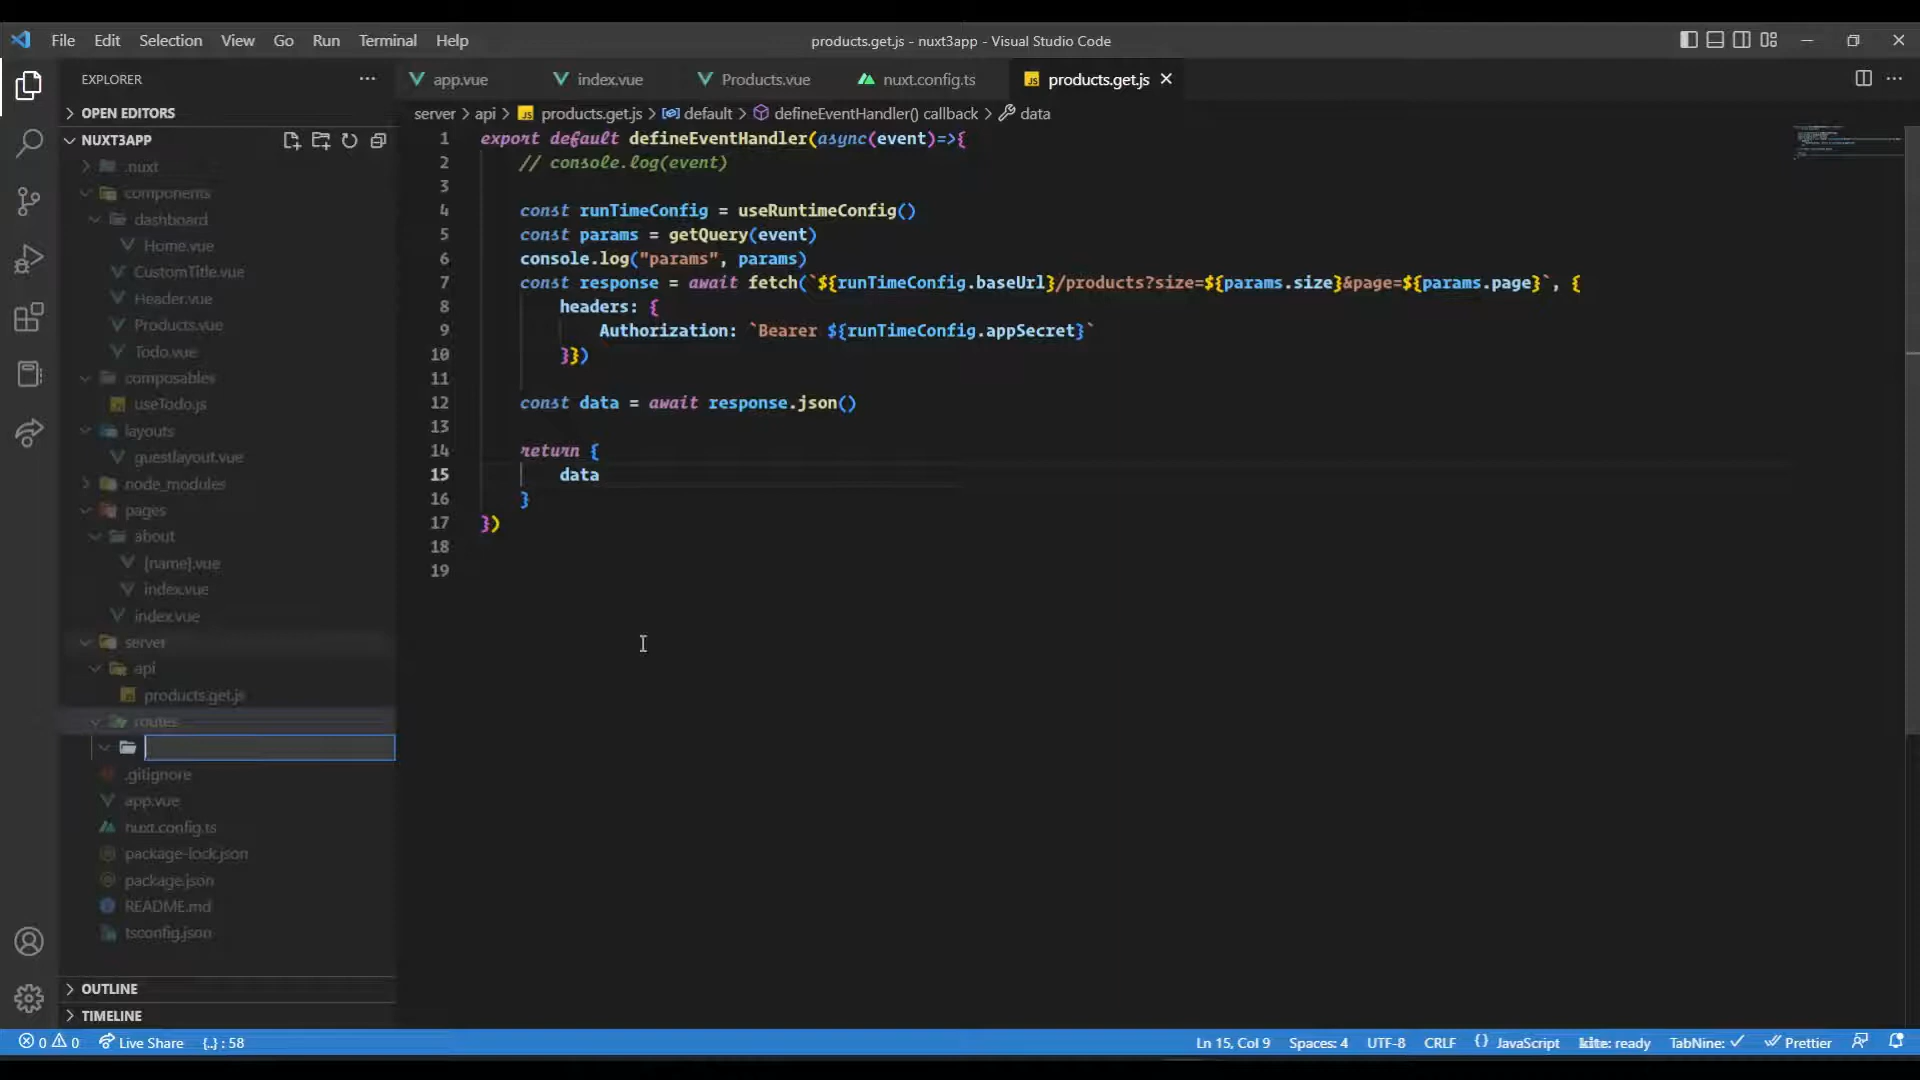 File Edit Selection View Go Run Terminal Help
products.get.js - nuxt3app - Visual Studio Code
EXPLORER
app.vue
index.vue
Products.vue
nuxt.config.ts
products.get.js
OPEN EDITORS
server > api > products.get.js > default > defineEventHandler() callback > data
NUXT3APP
.nuxt
components
dashboard
Home.vue
CustomTitle.vue
Header.vue
Products.vue
Todo.vue
composables
useTodo.js
layouts
guestlayout.vue
node_modules
pages
about
[name].vue
index.vue
index.vue
server
api
products.get.js
routes
.gitignore
app.vue
nuxt.config.ts
package-lock.json
package.json
README.md
tsconfig.json
OUTLINE
TIMELINE
1 export default defineEventHandler(async(event)=>{
2 // console.log(event)
3
4 const runTimeConfig = useRuntimeConfig()
5 const params = getQuery(event)
6 console.log("params", params)
7 const response = await fetch(`${runTimeConfig.baseUrl}/products?size=${params.size}&page=${params.page}`, {
8 headers: {
9 Authorization: `Bearer ${runTimeConfig.appSecret}`
10 }})
11
12 const data = await response.json()
13
14 return {
15 data
16 }
17 })
18
19
0 0 Live Share {..} : 58
Ln 15, Col 9 Spaces: 4 UTF-8 CRLF {} JavaScript kite: ready TabNine: ✓ Prettier